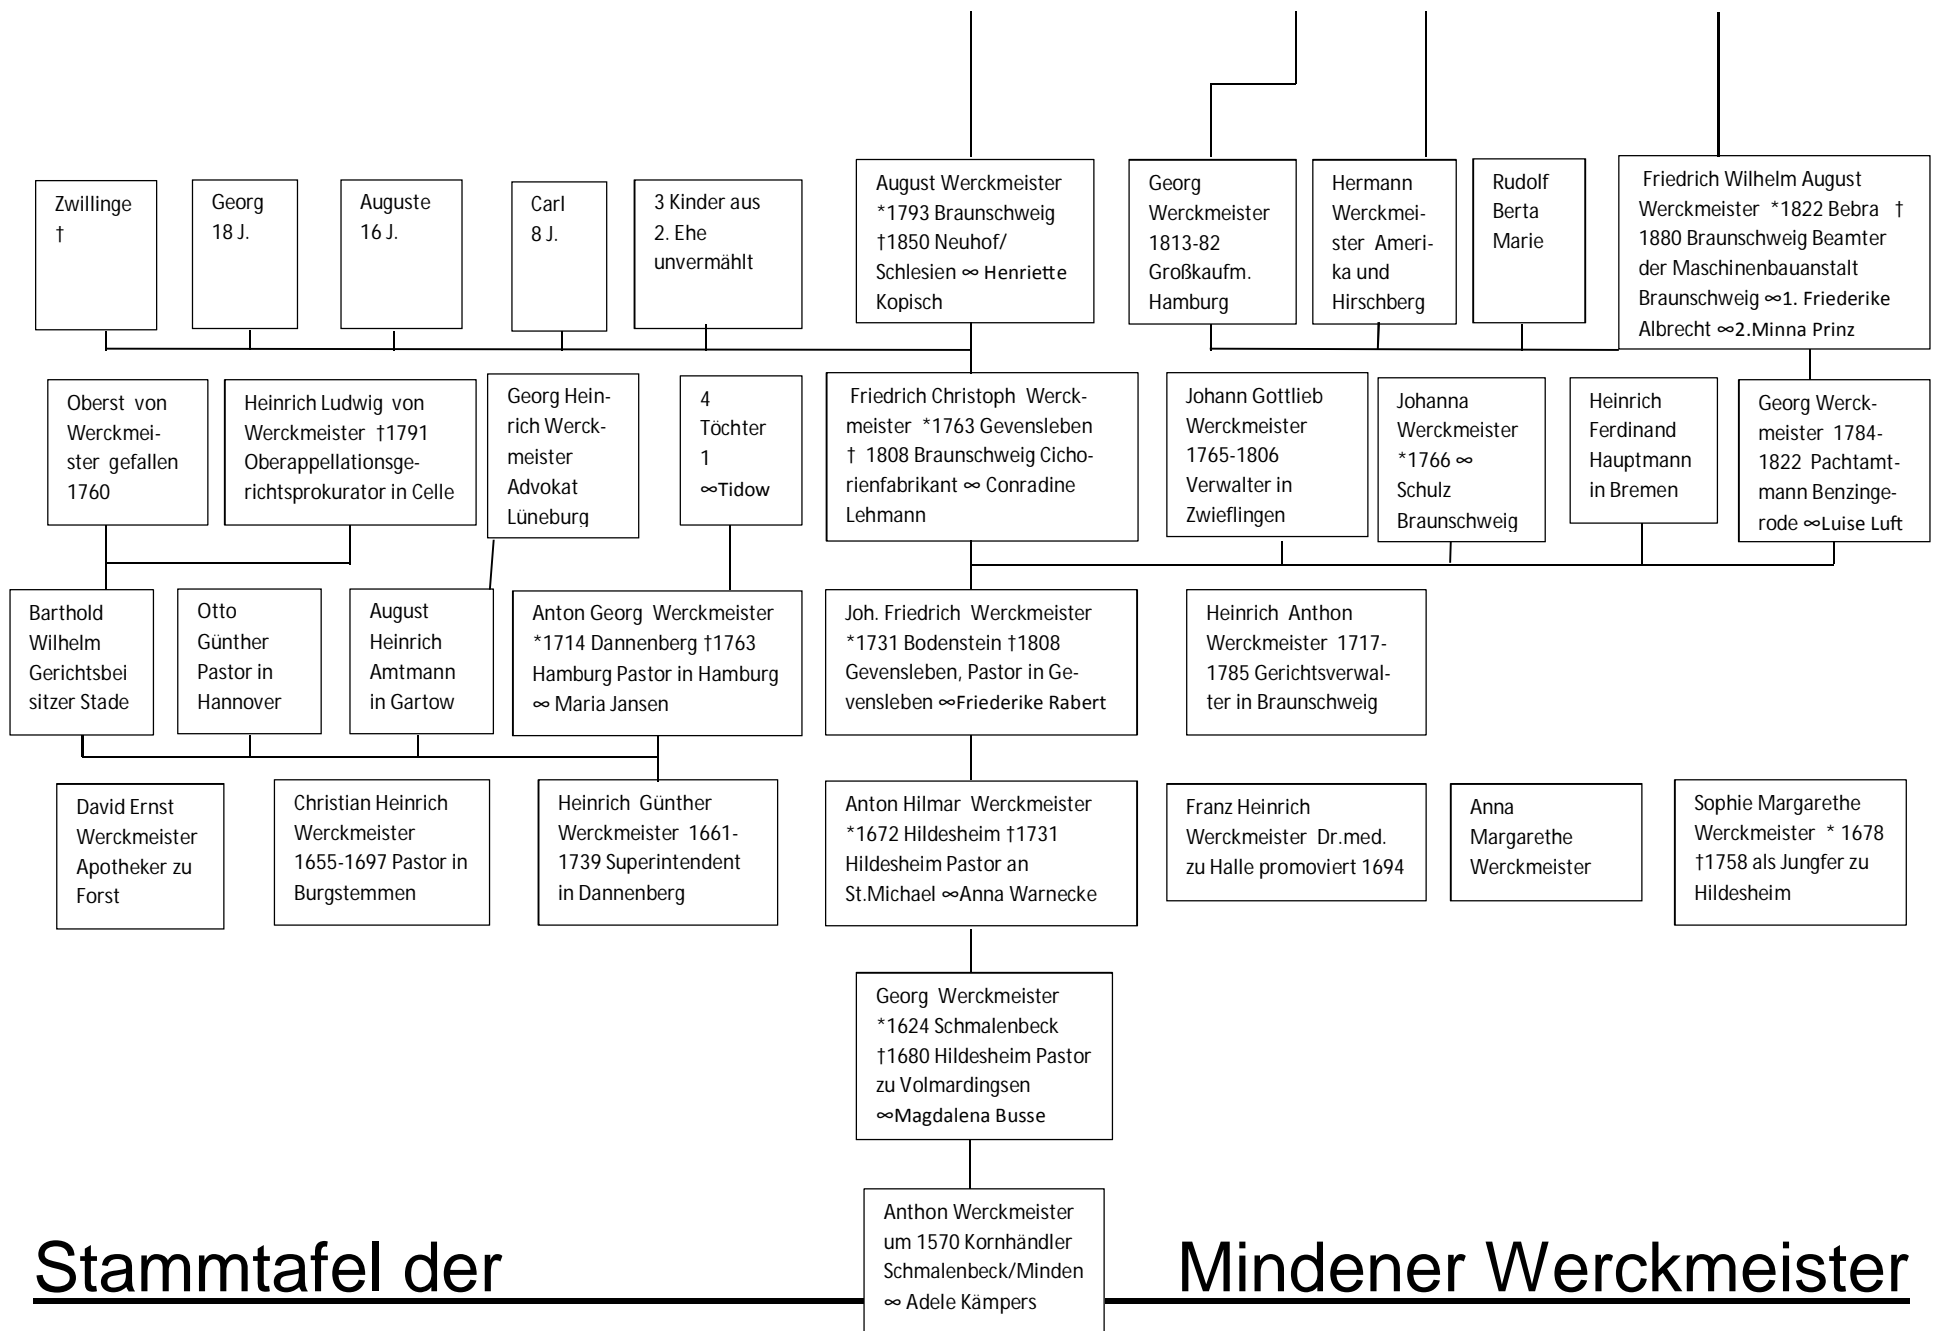 Zwillinge
†
Georg
18 J.
Auguste
16 J.
Carl
8 J.
3 Kinder aus
2. Ehe
unvermählt
August Werckmeister
*1793 Braunschweig
†1850 Neuhof/
Schlesien ∞ Henriette
Kopisch
Georg
Werckmeister
1813-82
Großkaufm.
Hamburg
Hermann
Werckmei-
ster Ameri-
ka und
Hirschberg
Rudolf
Berta
Marie
Friedrich Wilhelm August
Werckmeister *1822 Bebra †
1880 Braunschweig Beamter
der Maschinenbauanstalt
Braunschweig ∞1. Friederike
Albrecht ∞2.Minna Prinz
Oberst von
Werckmei-
ster gefallen
1760
Heinrich Ludwig von
Werckmeister †1791
Oberappellationsge-
richtsprokurator in Celle
Georg Hein-
rich Werck-
meister
Advokat
Lüneburg
4
Töchter
1
∞Tidow
Friedrich Christoph Werck-
meister *1763 Gevensleben
† 1808 Braunschweig Cicho-
rienfabrikant ∞ Conradine
Lehmann
Johann Gottlieb
Werckmeister
1765-1806
Verwalter in
Zwieflingen
Johanna
Werckmeister
*1766 ∞
Schulz
Braunschweig
Heinrich
Ferdinand
Hauptmann
in Bremen
Georg Werck-
meister 1784-
1822 Pachtamt-
mann Benzinge-
rode ∞Luise Luft
Barthold
Wilhelm
Gerichtsbei
sitzer Stade
Otto
Günther
Pastor in
Hannover
August
Heinrich
Amtmann
in Gartow
Anton Georg Werckmeister
*1714 Dannenberg †1763
Hamburg Pastor in Hamburg
∞ Maria Jansen
Joh. Friedrich Werckmeister
*1731 Bodenstein †1808
Gevensleben, Pastor in Ge-
vensleben ∞Friederike Rabert
Heinrich Anthon
Werckmeister 1717-
1785 Gerichtsverwal-
ter in Braunschweig
David Ernst
Werckmeister
Apotheker zu
Forst
Christian Heinrich
Werckmeister
1655-1697 Pastor in
Burgstemmen
Heinrich Günther
Werckmeister 1661-
1739 Superintendent
in Dannenberg
Anton Hilmar Werckmeister
*1672 Hildesheim †1731
Hildesheim Pastor an
St.Michael ∞Anna Warnecke
Franz Heinrich
Werckmeister Dr.med.
zu Halle promoviert 1694
Anna
Margarethe
Werckmeister
Sophie Margarethe
Werckmeister * 1678
†1758 als Jungfer zu
Hildesheim
Georg Werckmeister
*1624 Schmalenbeck
†1680 Hildesheim Pastor
zu Volmardingsen
∞Magdalena Busse
Anthon Werckmeister
um 1570 Kornhändler
Schmalenbeck/Minden
∞ Adele Kämpers
Stammtafel der Mindener Werckmeister